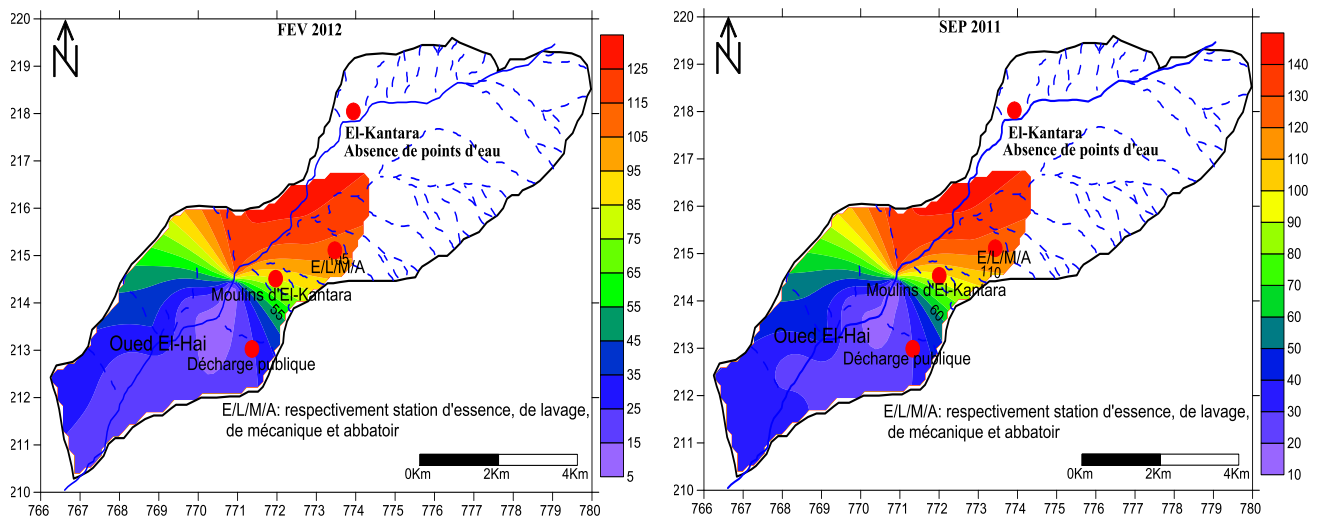 FEV 2012
N
220
219
218
217
216
215
214
213
212
211
210
766 767 768 769 770 771 772 773 774 775 776 777 778 779 780
El-Kantara
Absence de points d'eau
E/L/M/A
Moulins d'El-Kantara
55
Oued El-Hai
Décharge publique
E/L/M/A: respectivement station d'essence, de lavage,
de mécanique et abbatoir
0Km 2Km 4Km
125
115
105
95
85
75
65
55
45
35
25
15
5
SEP 2011
N
220
219
218
217
216
215
214
213
212
211
210
766 767 768 769 770 771 772 773 774 775 776 777 778 779 780
El-Kantara
Absence de points d'eau
E/L/M/A
110
Moulins d'El-Kantara
60
Oued El-Hai
Décharge publique
E/L/M/A: respectivement station d'essence, de lavage,
de mécanique et abbatoir
0Km 2Km 4Km
140
130
120
110
100
90
80
70
60
50
40
30
20
10